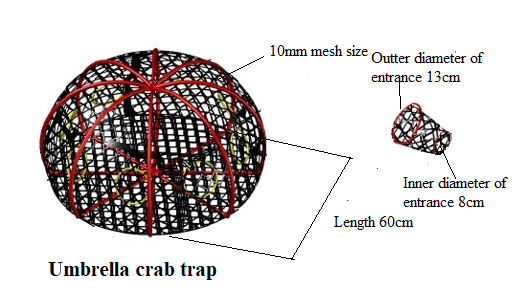 10mm mesh size
Outter diameter of
entrance 13cm
Inner diameter of
entrance 8cm
Length 60cm
Umbrella crab trap